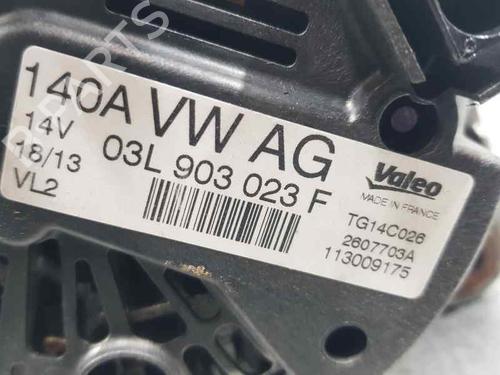 140A VW AG
14V
03L 903 023 F
18/13
VL2
Valeo
MADE IN FRANCE
TG14C026
2607703A
113009175